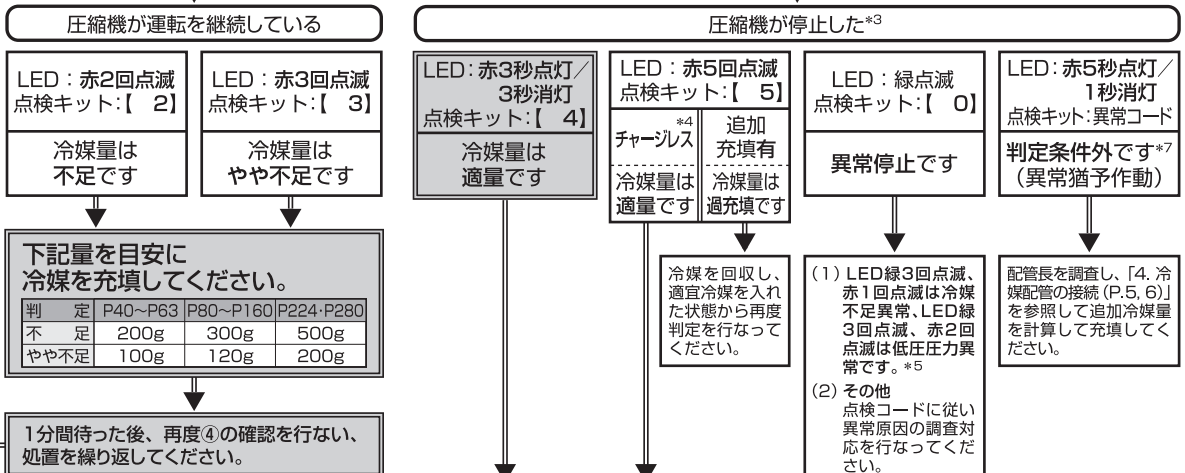 圧縮機が運転を継続している
LED：赤2回点滅
点検キット：【　2】
冷媒量は
不足です
LED：赤3回点滅
点検キット：【　3】
冷媒量は
やや不足です
下記量を目安に
冷媒を充填してください。
判　定　P40〜P63　P80〜P160　P224･P280
不　足　200g　300g　500g
やや不足　100g　120g　200g
1分間待った後、再度④の確認を行ない、
処置を繰り返してください。
圧縮機が停止した*3
LED：赤3秒点灯／
3秒消灯
点検キット：【　4】
冷媒量は
適量です
LED：赤5回点滅
点検キット：【　5】
*4
チャージレス
冷媒量は
適量です
追加
充填有
冷媒量は
過充填です
冷媒を回収し、
適宜冷媒を入れ
た状態から再度
判定を行なって
ください。
LED：緑点滅
点検キット：【　0】
異常停止です
(1) LED緑3回点滅、
赤1回点滅は冷媒
不足異常、LED緑
3回点滅、赤2回
点滅は低圧圧力異
常です。*5
(2) その他
点検コードに従い
異常原因の調査対
応を行なってくだ
さい。
LED：赤5秒点灯／
1秒消灯
点検キット：異常コード
判定条件外です*7
（異常猶予作動）
配管長を調査し、「4. 冷
媒配管の接続（P.5, 6）」
を参照して追加冷媒量
を計算して充填してく
ださい。